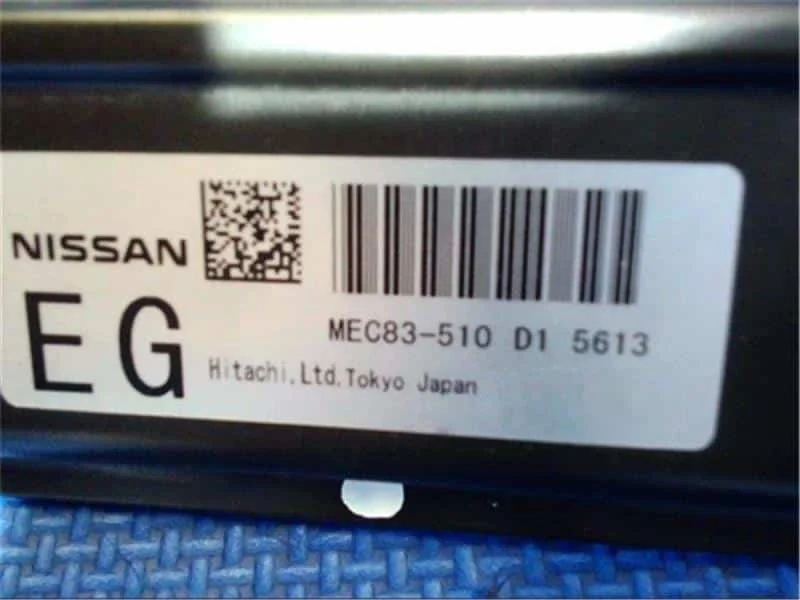 NISSAN
EG
MEC83-510 D1 5613
Hitachi,Ltd.Tokyo Japan